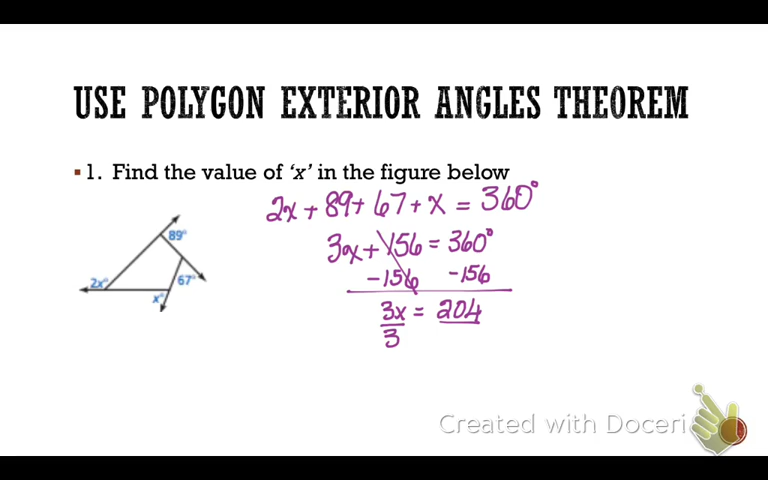 USE POLYGON EXTERIOR ANGLES THEOREM
▪ 1. Find the value of ‘x’ in the figure below
2x + 89 + 67 + x = 360°
3x + 156 = 360°
-156 -156
3x = 204
3
89°
2x°
67°
x°
Created with Doceri